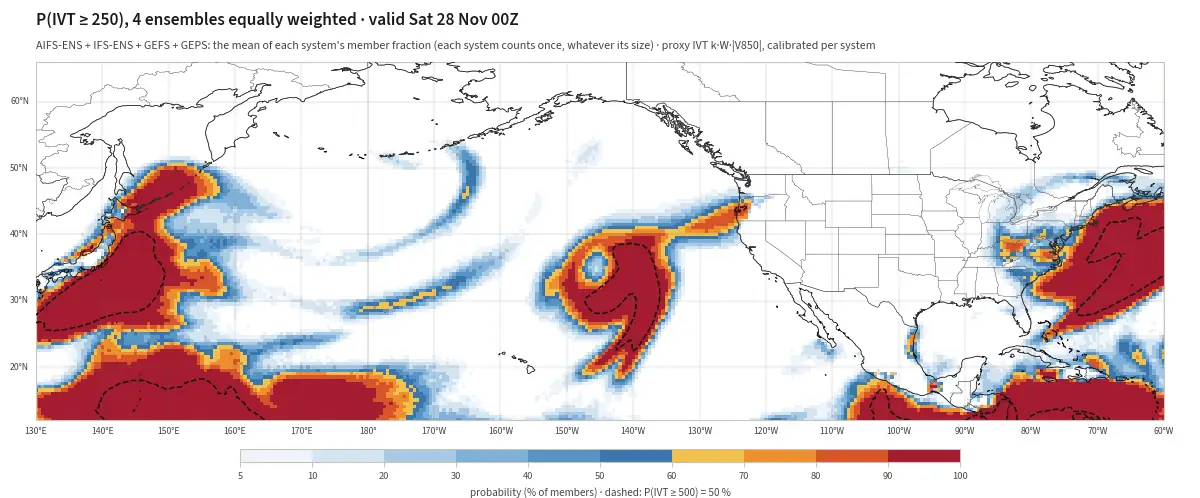 P(IVT ≥ 250), 4 ensembles equally weighted · valid Sat 28 Nov 00Z
AIFS-ENS + IFS-ENS + GEFS + GEPS: the mean of each system's member fraction (each system counts once, whatever its size) · proxy IVT k·W·|V850|, calibrated per system
60°N
50°N
40°N
30°N
20°N
130°E 140°E 150°E 160°E 170°E 180° 170°W 160°W 150°W 140°W 130°W 120°W 110°W 100°W 90°W 80°W 70°W 60°W
5 10 20 30 40 50 60 70 80 90 100
probability (% of members) · dashed: P(IVT ≥ 500) = 50 %